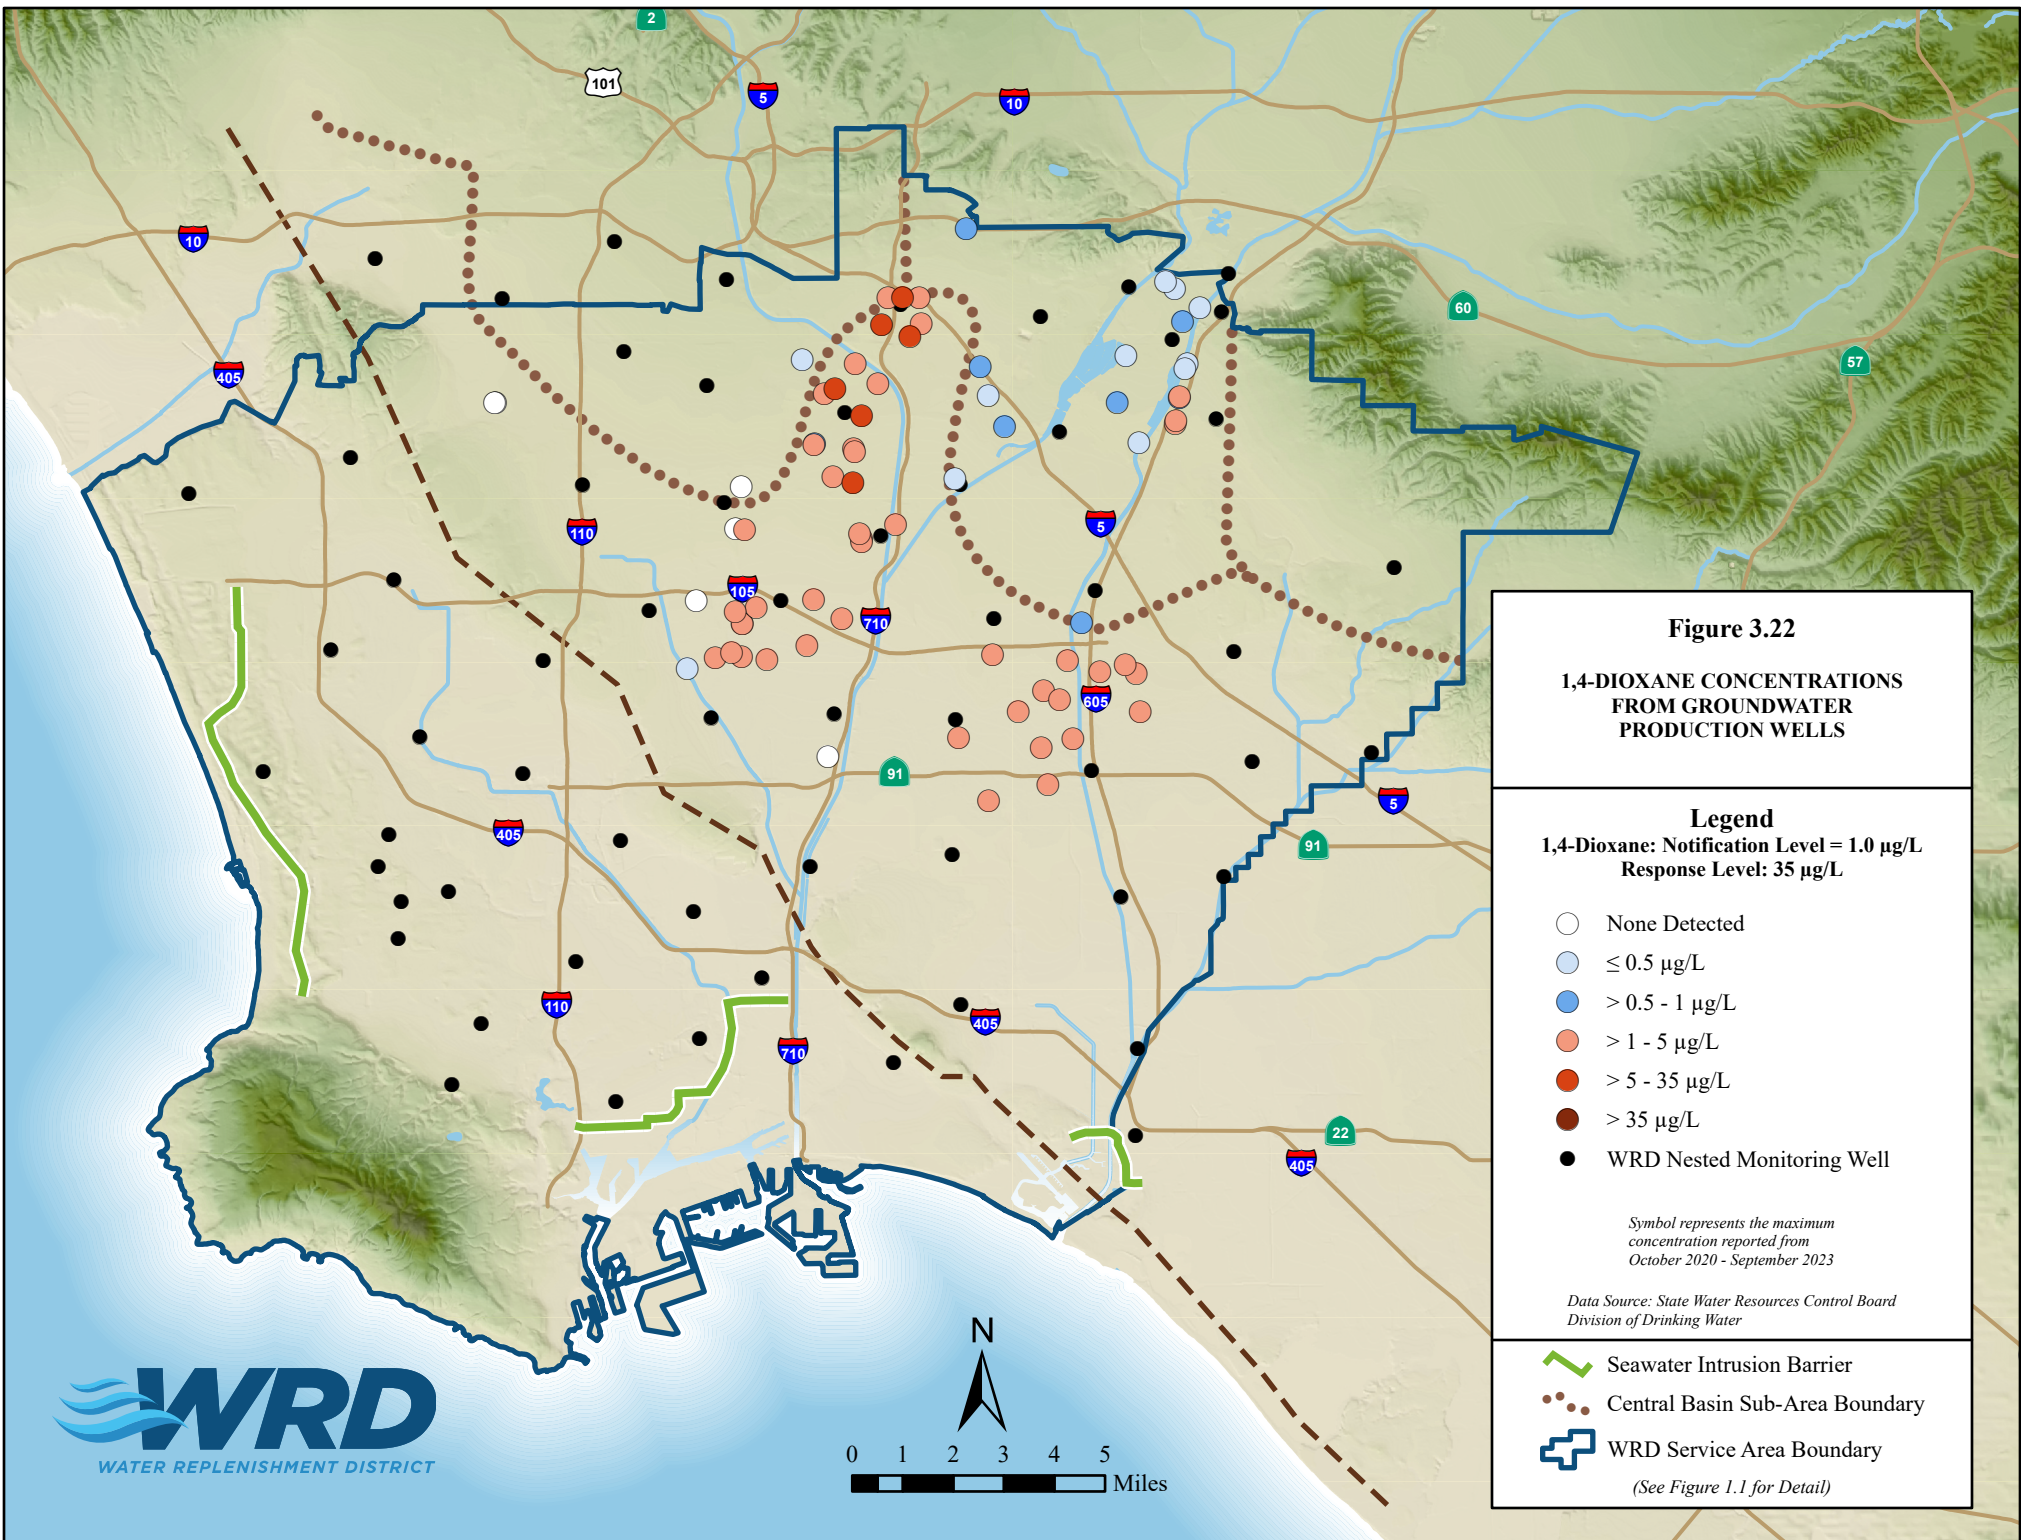 2
101
5
10
10
60
405
57
110
5
105
710
605
91
5
405
91
110
405
710
22
405
Figure 3.22
1,4-DIOXANE CONCENTRATIONS
FROM GROUNDWATER
PRODUCTION WELLS
Legend
1,4-Dioxane: Notification Level = 1.0 µg/L
Response Level: 35 µg/L
None Detected
≤ 0.5 µg/L
> 0.5 - 1 µg/L
> 1 - 5 µg/L
> 5 - 35 µg/L
> 35 µg/L
WRD Nested Monitoring Well
Symbol represents the maximum
concentration reported from
October 2020 - September 2023
Data Source: State Water Resources Control Board
Division of Drinking Water
Seawater Intrusion Barrier
Central Basin Sub-Area Boundary
WRD Service Area Boundary
(See Figure 1.1 for Detail)
N
0 1 2 3 4 5
Miles
WRD
WATER REPLENISHMENT DISTRICT